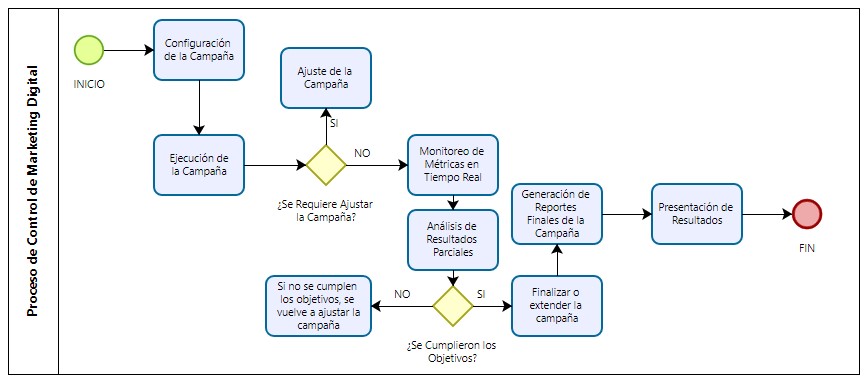 Proceso de Control de Marketing Digital
INICIO
Configuración
de la Campaña
Ejecución de
la Campaña
Ajuste de la
Campaña
SI
NO
¿Se Requiere Ajustar
la Campaña?
Monitoreo de
Métricas en
Tiempo Real
Análisis de
Resultados
Parciales
Si no se cumplen
los objetivos, se
vuelve a ajustar la
campaña
NO
SI
¿Se Cumplieron los
Objetivos?
Finalizar o
extender la
campaña
Generación de
Reportes
Finales de la
Campaña
Presentación de
Resultados
FIN